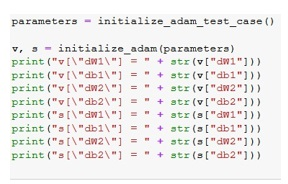 parameters = initialize_adam_test_case()
v, s = initialize_adam(parameters)
print("v[\"dW1\"] = " + str(v["dW1"]))
print("v[\"db1\"] = " + str(v["db1"]))
print("v[\"dW2\"] = " + str(v["dW2"]))
print("v[\"db2\"] = " + str(v["db2"]))
print("s[\"dW1\"] = " + str(s["dW1"]))
print("s[\"db1\"] = " + str(s["db1"]))
print("s[\"dW2\"] = " + str(s["dW2"]))
print("s[\"db2\"] = " + str(s["db2"]))